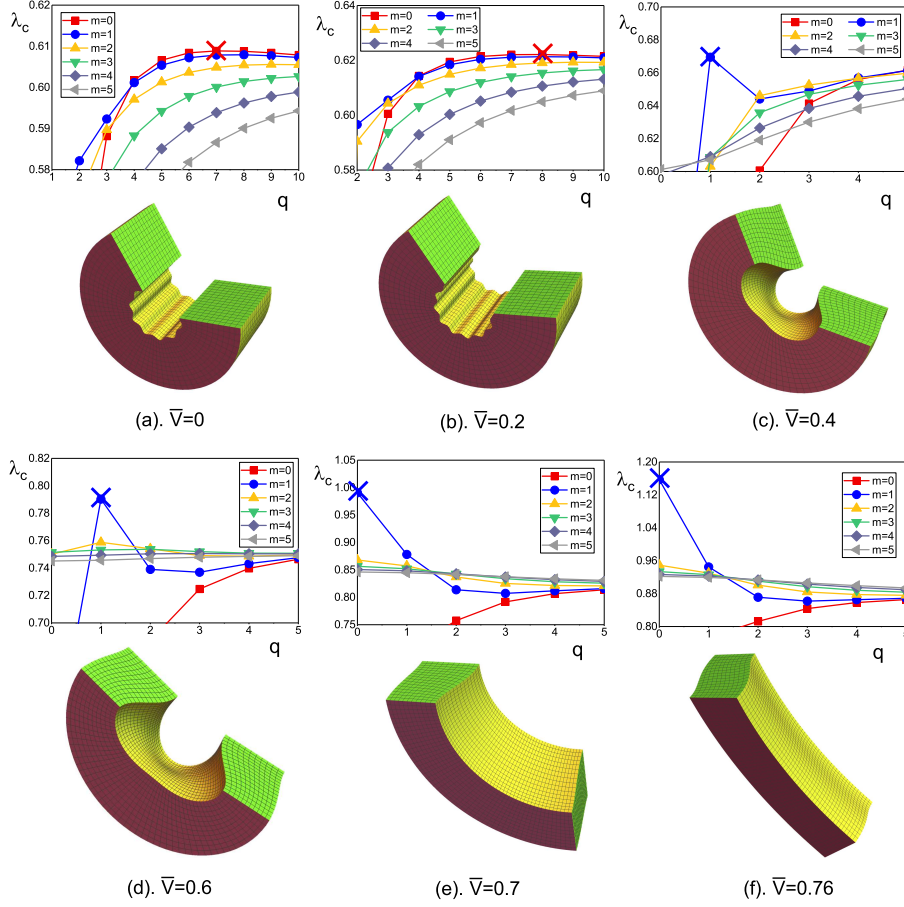 λc
0.62
0.61
0.60
0.59
0.58
m=0
m=1
m=2
m=3
m=4
m=5
1 2 3 4 5 6 7 8 9 10
q
λc
0.64
0.62
0.60
0.58
m=0 m=1
m=2 m=3
m=4 m=5
2 3 4 5 6 7 8 9 10
q
λc
0.68
0.66
0.64
0.62
0.60
m=0 m=1
m=2 m=3
m=4 m=5
0 1 2 3 4
q
(a). V̅=0
(b). V̅=0.2
(c). V̅=0.4
λc
0.82
0.80
0.78
0.76
0.74
0.72
0.70
m=0
m=1
m=2
m=3
m=4
m=5
0 1 2 3 4 5
q
λc
1.05
1.00
0.95
0.90
0.85
0.80
0.75
m=0
m=1
m=2
m=3
m=4
m=5
0 1 2 3 4 5
q
λc
1.20
1.12
1.04
0.96
0.88
0.80
m=0
m=1
m=2
m=3
m=4
m=5
0 1 2 3 4 5
q
(d). V̅=0.6
(e). V̅=0.7
(f). V̅=0.76